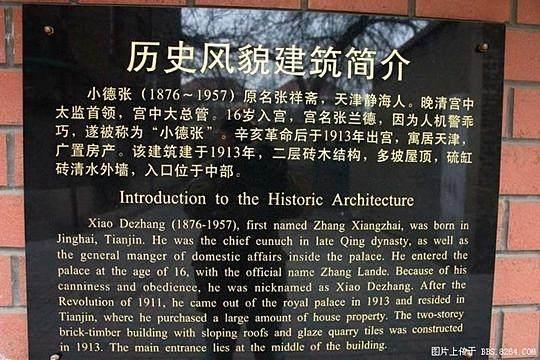 历史风貌建筑简介
小德张（1876～1957）原名张祥斋，天津静海人。晚清宫中
太监首领，宫中大总管。16岁入宫，宫名张兰德，因为人机警乖
巧，遂被称为“小德张”。辛亥革命后于1913年出宫，寓居天津，
广置房产。该建筑建于1913年，二层砖木结构，多坡屋顶，硫缸
砖清水外墙，入口位于中部。
Introduction to the Historic Architecture
Xiao Dezhang (1876-1957), first named Zhang Xiangzhai, was born in
Jinghai, Tianjin. He was the chief eunuch in late Qing dynasty, as well as
the general manger of domestic affairs inside the palace. He entered the
palace at the age of 16, with the official name Zhang Lande. Because of his
canniness and obedience, he was nicknamed as Xiao Dezhang. After the
Revolution of 1911, he came out of the royal palace in 1913 and resided in
Tianjin, where he purchased a large amount of house property. The two-storey
brick-timber building with sloping roofs and glaze quarry tiles was constructed
in 1913. The main entrance lies at the middle of the building.
图片上传于 BBS.8264.COM